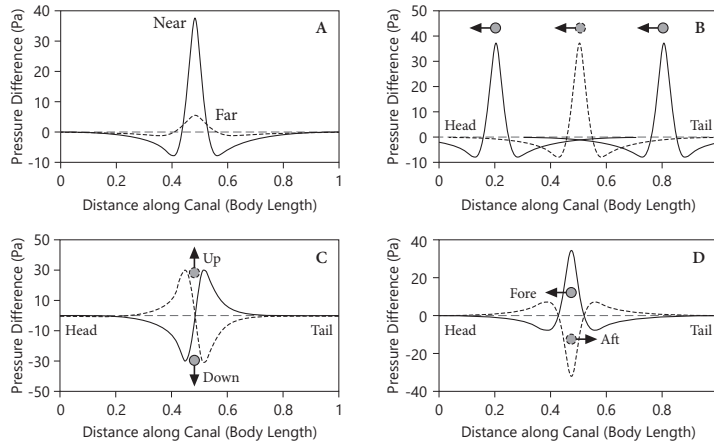 A
Pressure Difference (Pa)
40
30
20
10
0
-10
Near
Far
0
0.2
0.4
0.6
0.8
1
Distance along Canal (Body Length)
B
Pressure Difference (Pa)
50
40
30
20
10
0
-10
Head
Tail
0
0.2
0.4
0.6
0.8
Distance along Canal (Body Length)
C
Pressure Difference (Pa)
50
30
10
-10
-30
-50
Up
Head
Tail
Down
0
0.2
0.4
0.6
0.8
1
Distance along Canal (Body Length)
D
Pressure Difference (Pa)
40
20
0
-20
-40
Fore
Head
Tail
Aft
0
0.2
0.4
0.6
0.8
1
Distance along Canal (Body Length)